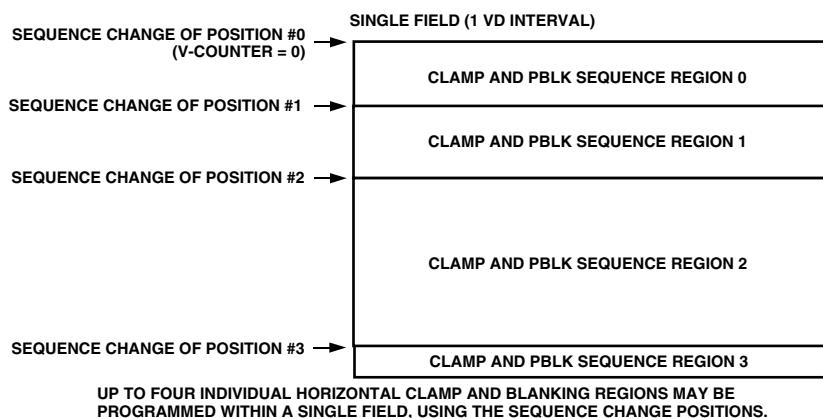 SINGLE FIELD (1 VD INTERVAL)
SEQUENCE CHANGE OF POSITION #0
(V-COUNTER = 0)
CLAMP AND PBLK SEQUENCE REGION 0
SEQUENCE CHANGE OF POSITION #1
CLAMP AND PBLK SEQUENCE REGION 1
SEQUENCE CHANGE OF POSITION #2
CLAMP AND PBLK SEQUENCE REGION 2
SEQUENCE CHANGE OF POSITION #3
CLAMP AND PBLK SEQUENCE REGION 3
UP TO FOUR INDIVIDUAL HORIZONTAL CLAMP AND BLANKING REGIONS MAY BE
PROGRAMMED WITHIN A SINGLE FIELD, USING THE SEQUENCE CHANGE POSITIONS.